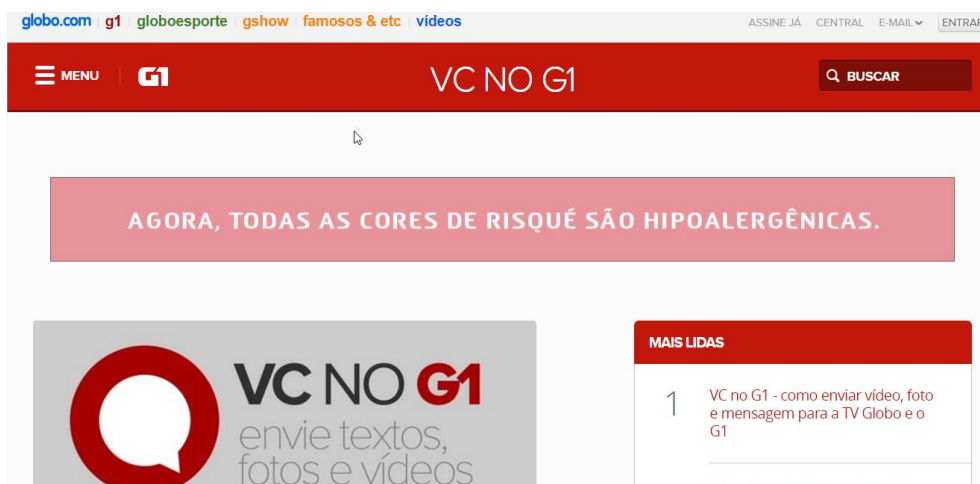 globo.com g1 globoesporte gshow famosos & etc vídeos
ASSINE JÁ CENTRAL E-MAIL ENTRAR
MENU G1 VC NO G1 BUSCAR
AGORA, TODAS AS CORES DE RISQUÉ SÃO HIPOALERGÊNICAS.
VC NO G1
envie textos,
fotos e vídeos
MAIS LIDAS
1
VC no G1 - como enviar vídeo, foto
e mensagem para a TV Globo e o
G1